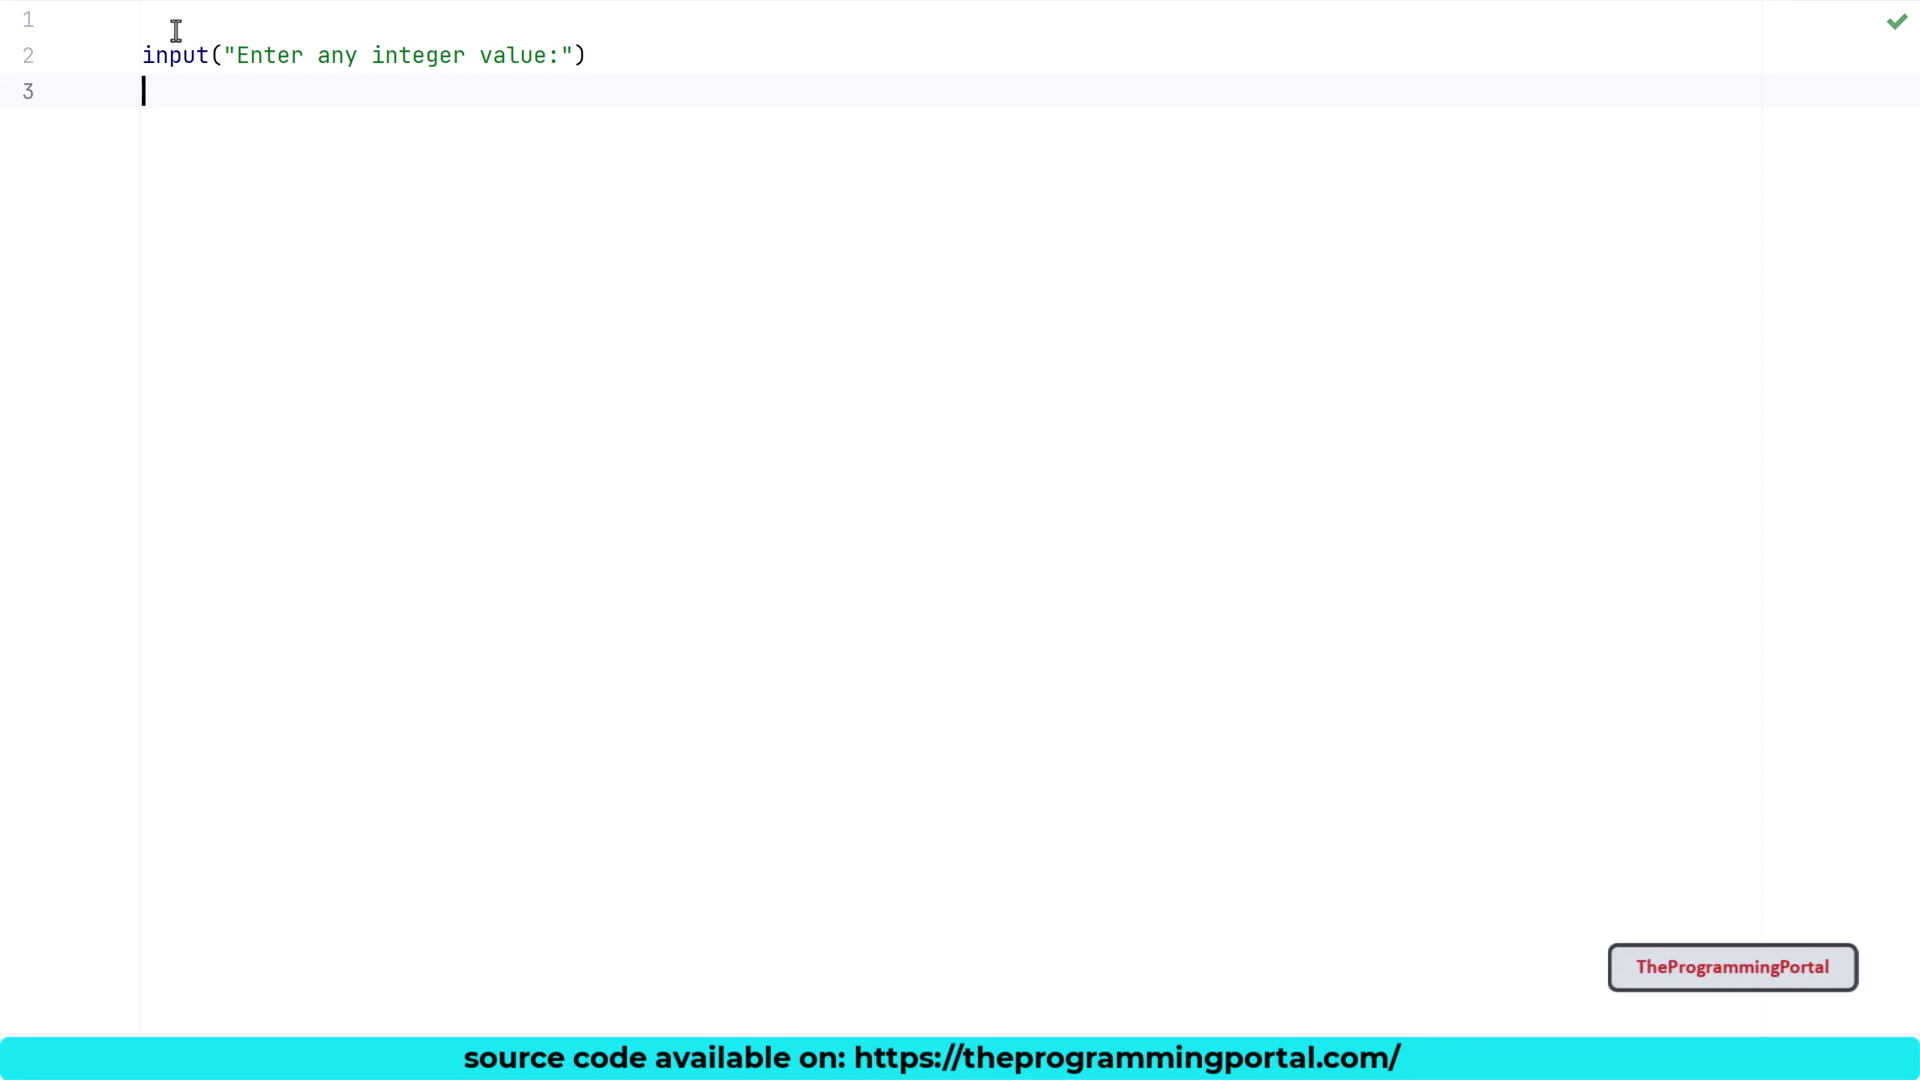 1
2 input("Enter any integer value:")
3
TheProgrammingPortal
source code available on: https://theprogrammingportal.com/